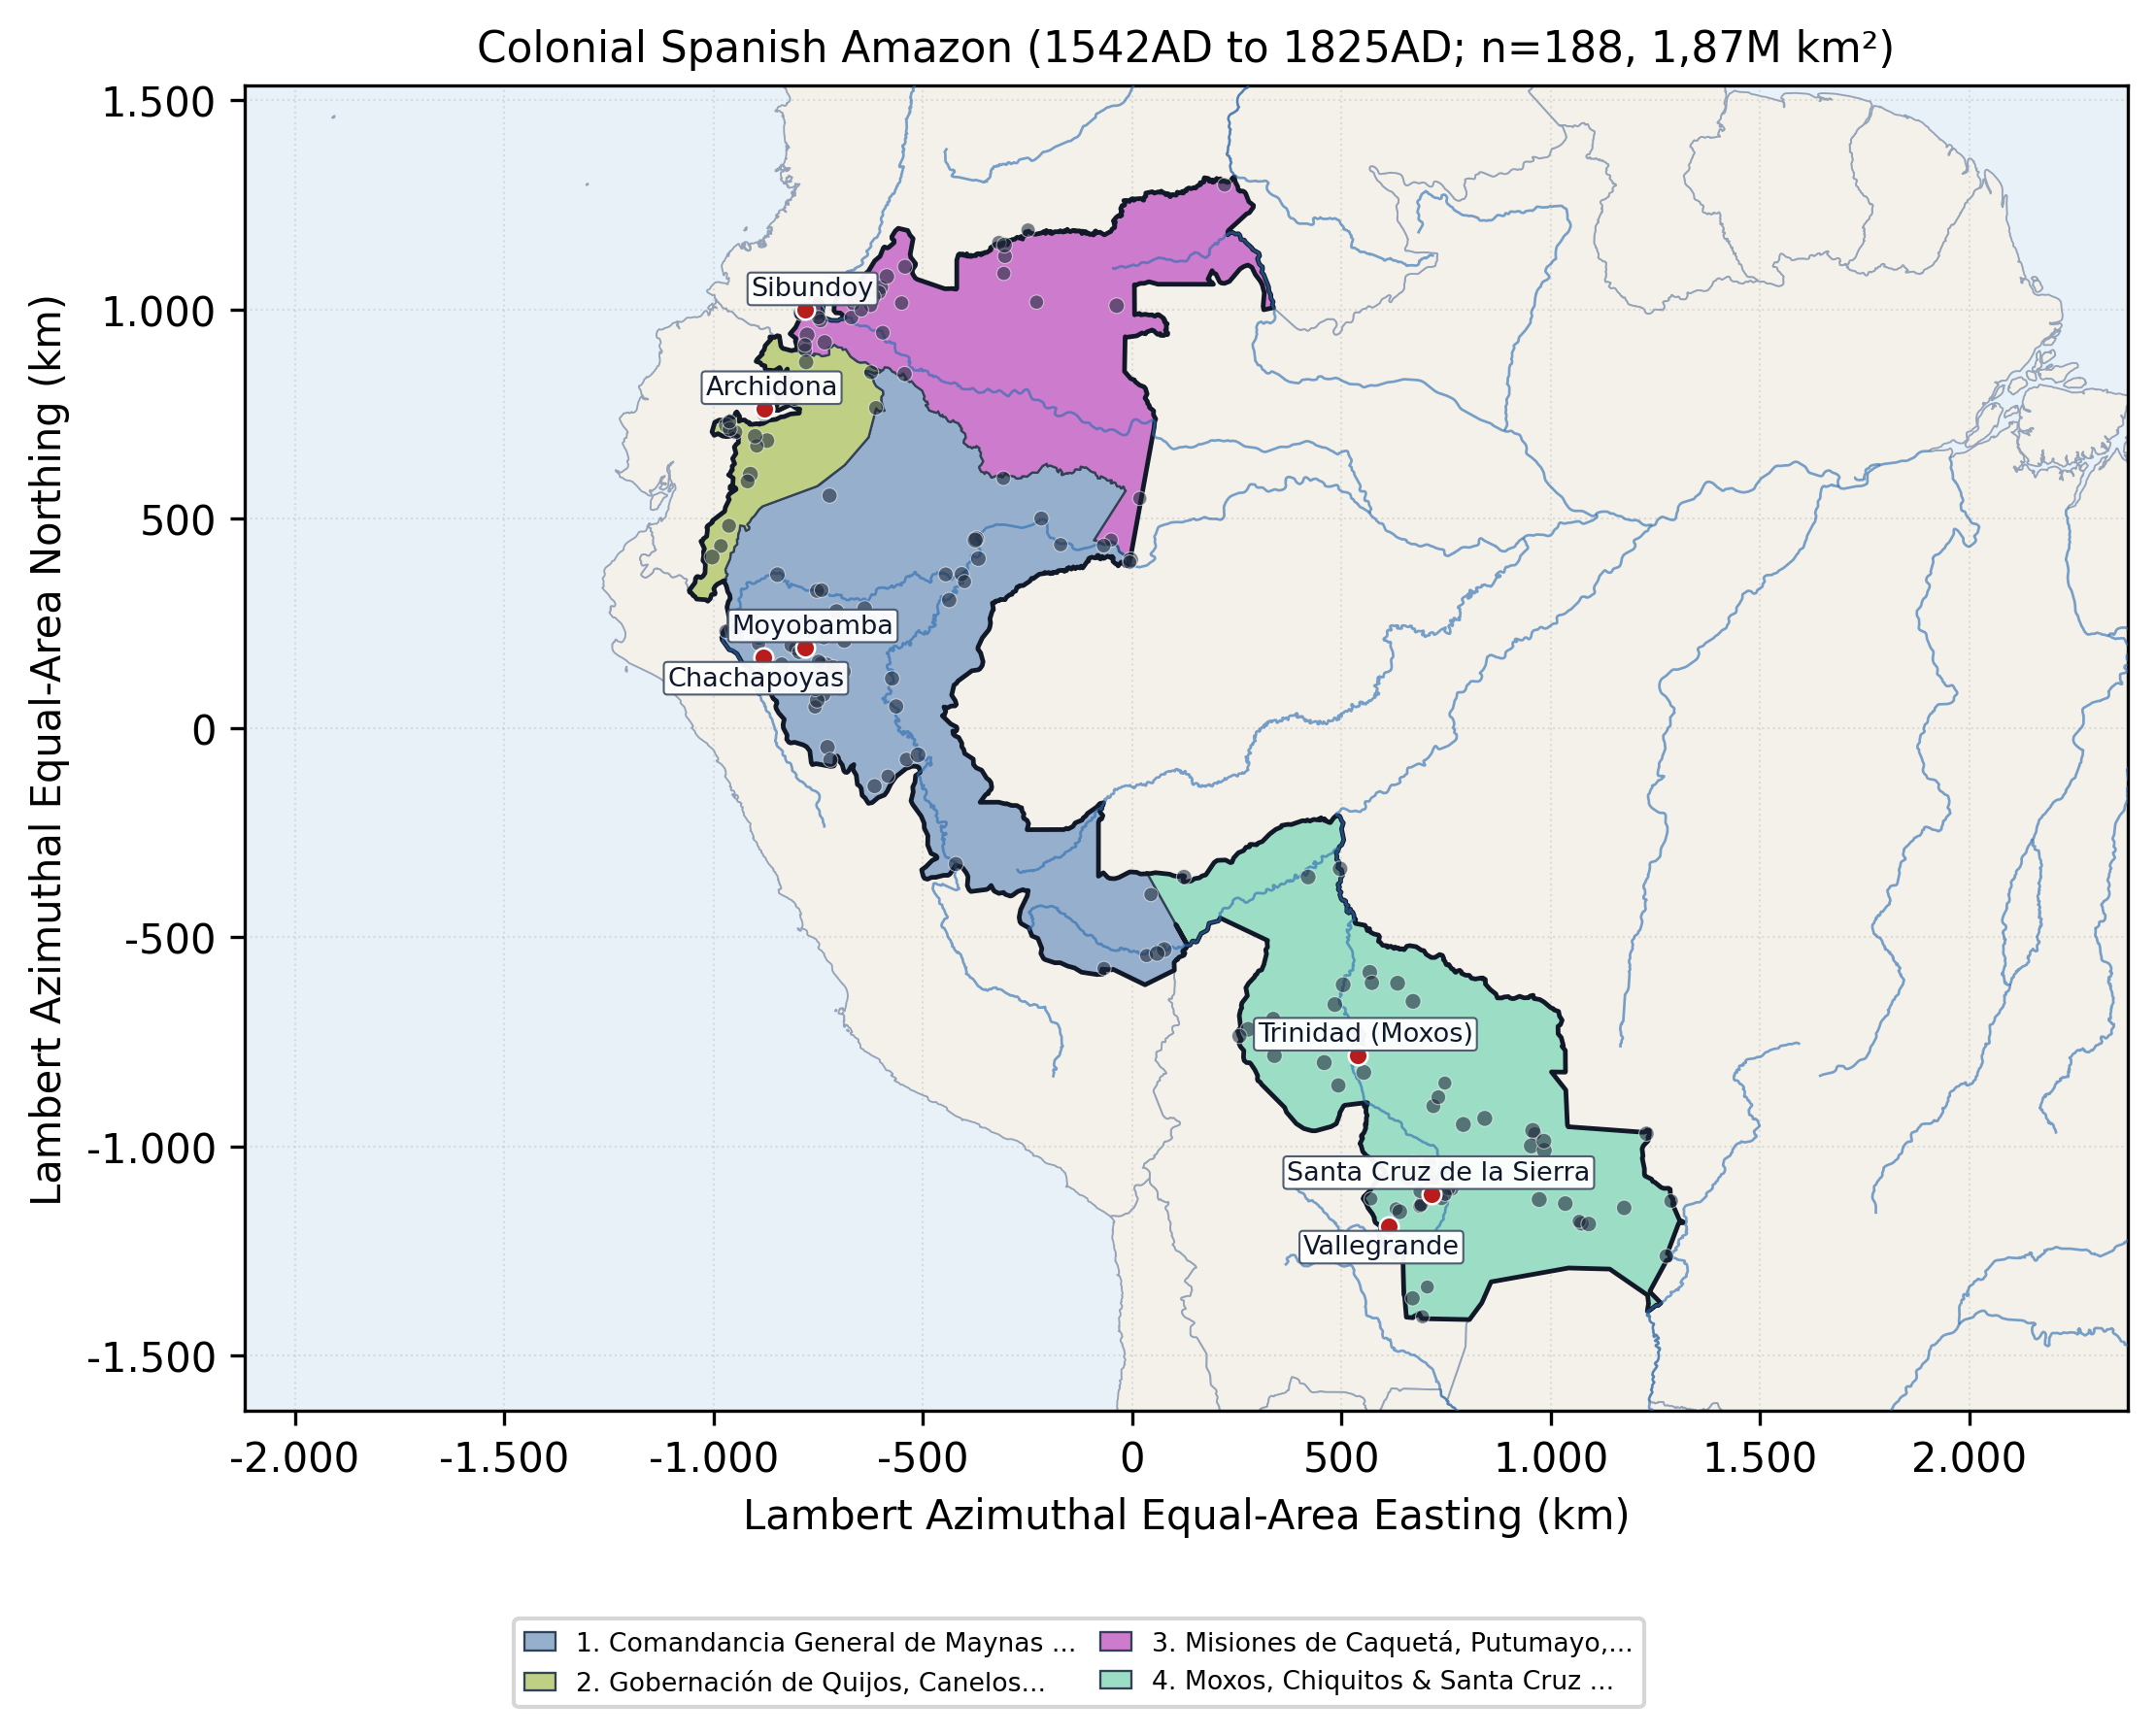 Colonial Spanish Amazon (1542AD to 1825AD; n=188, 1,87M km²)
Lambert Azimuthal Equal-Area Northing (km)
1.500
1.000
500
0
-500
-1.000
-1.500
Sibundoy
Archidona
Moyobamba
Chachapoyas
Trinidad (Moxos)
Santa Cruz de la Sierra
Vallegrande
-2.000 -1.500 -1.000 -500 0 500 1.000 1.500 2.000
Lambert Azimuthal Equal-Area Easting (km)
1. Comandancia General de Maynas ...
2. Gobernación de Quijos, Canelos...
3. Misiones de Caquetá, Putumayo,...
4. Moxos, Chiquitos & Santa Cruz ...